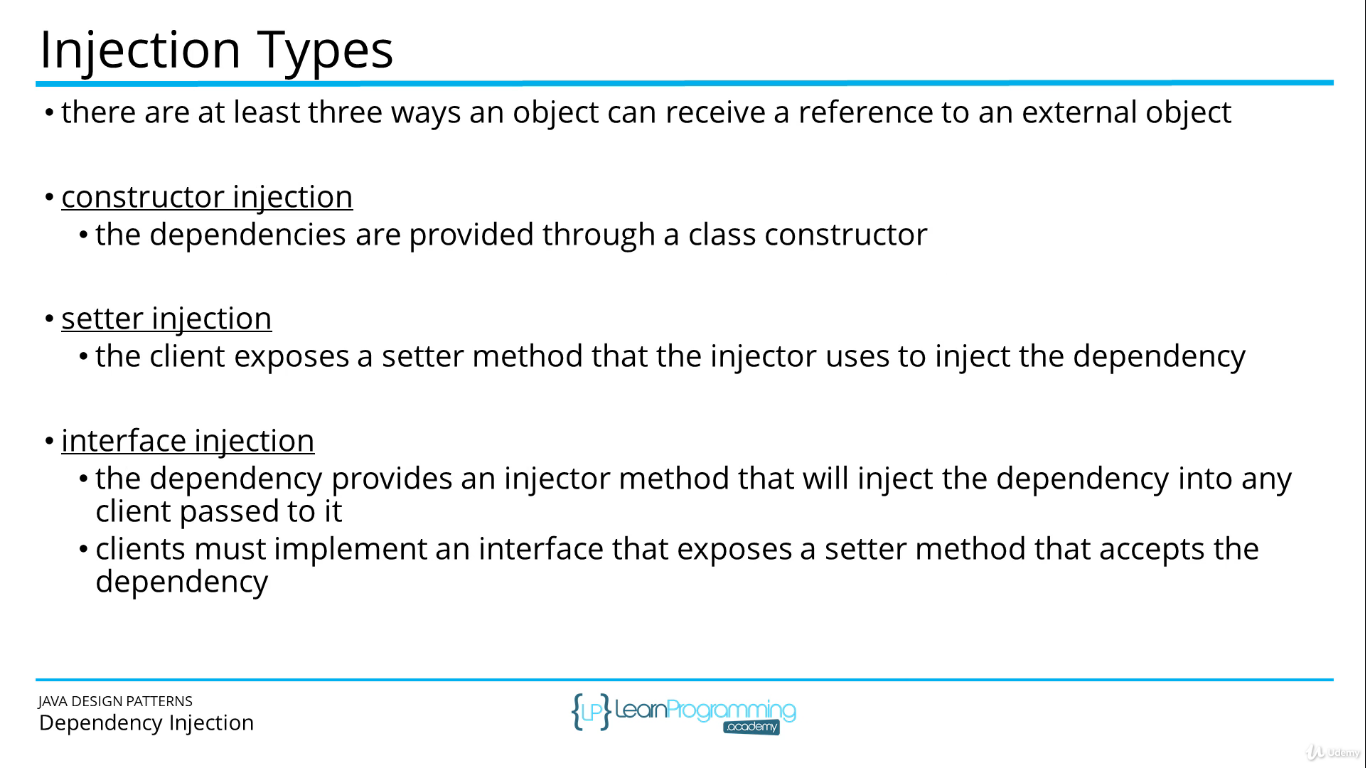 Injection Types
• there are at least three ways an object can receive a reference to an external object
• constructor injection
• the dependencies are provided through a class constructor
• setter injection
• the client exposes a setter method that the injector uses to inject the dependency
• interface injection
• the dependency provides an injector method that will inject the dependency into any
client passed to it
• clients must implement an interface that exposes a setter method that accepts the
dependency
JAVA DESIGN PATTERNS
Dependency Injection
{LP} LearnProgramming
.academy
Udemy